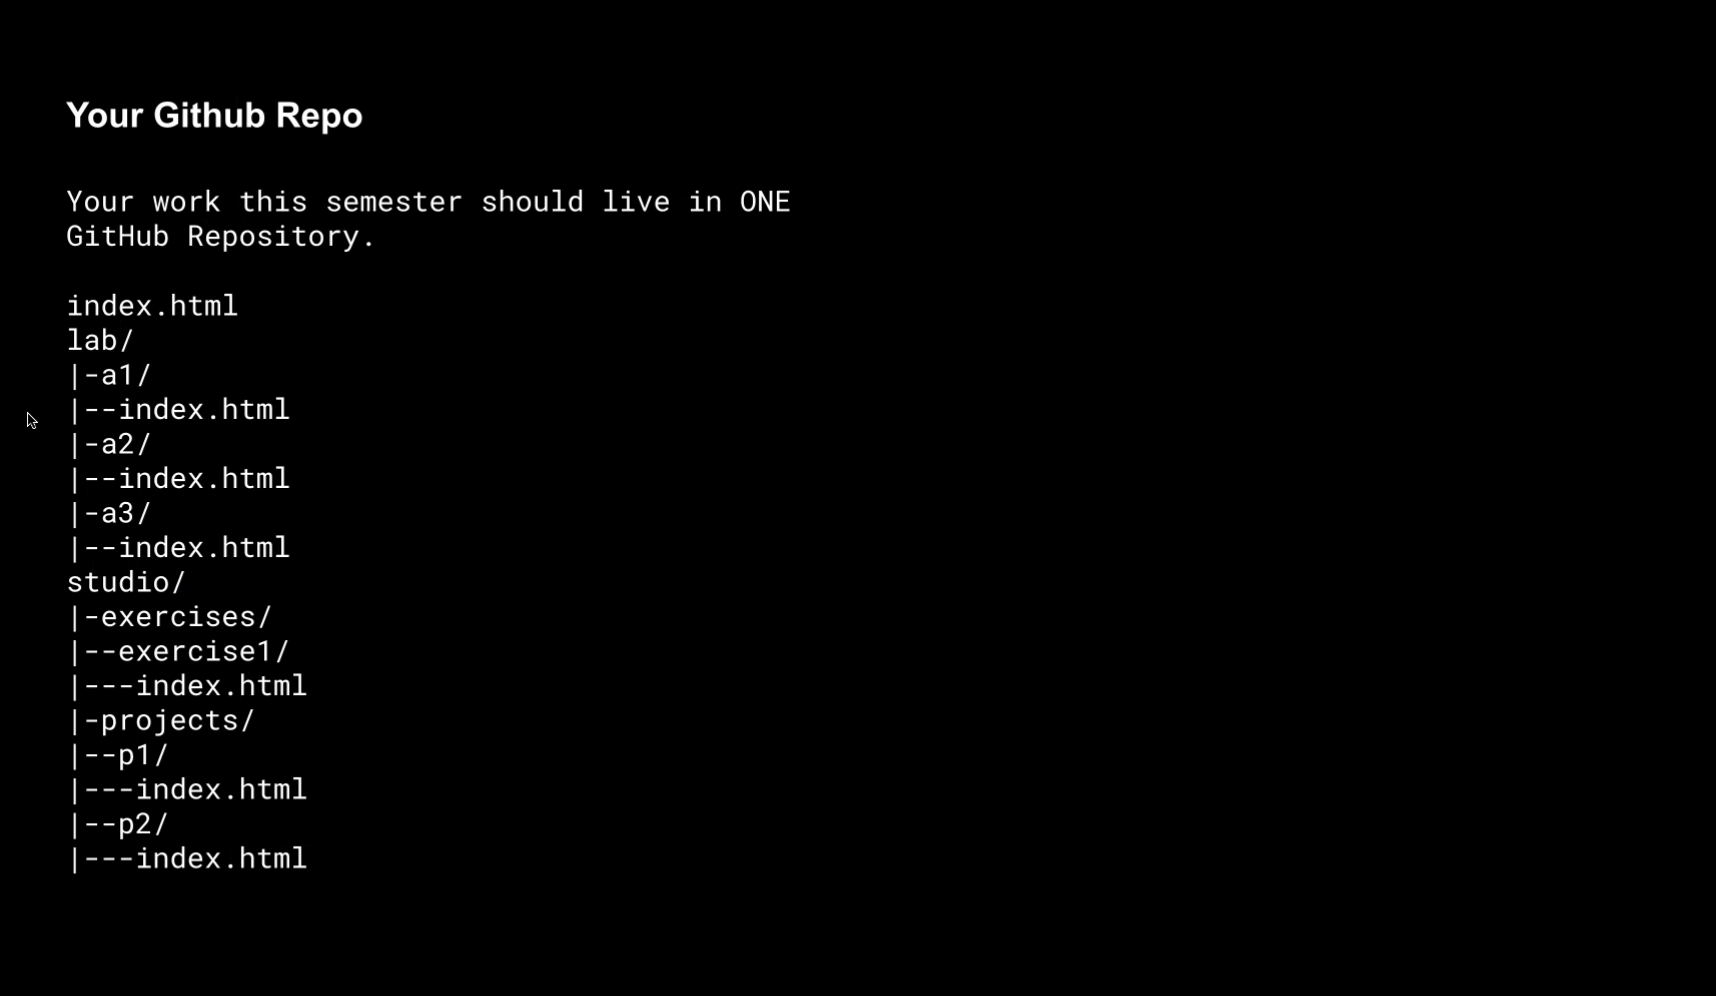 Your Github Repo
Your work this semester should live in ONE
GitHub Repository.
index.html
lab/
|-a1/
|--index.html
|-a2/
|--index.html
|-a3/
|--index.html
studio/
|-exercises/
|--exercise1/
|---index.html
|-projects/
|--p1/
|---index.html
|--p2/
|---index.html